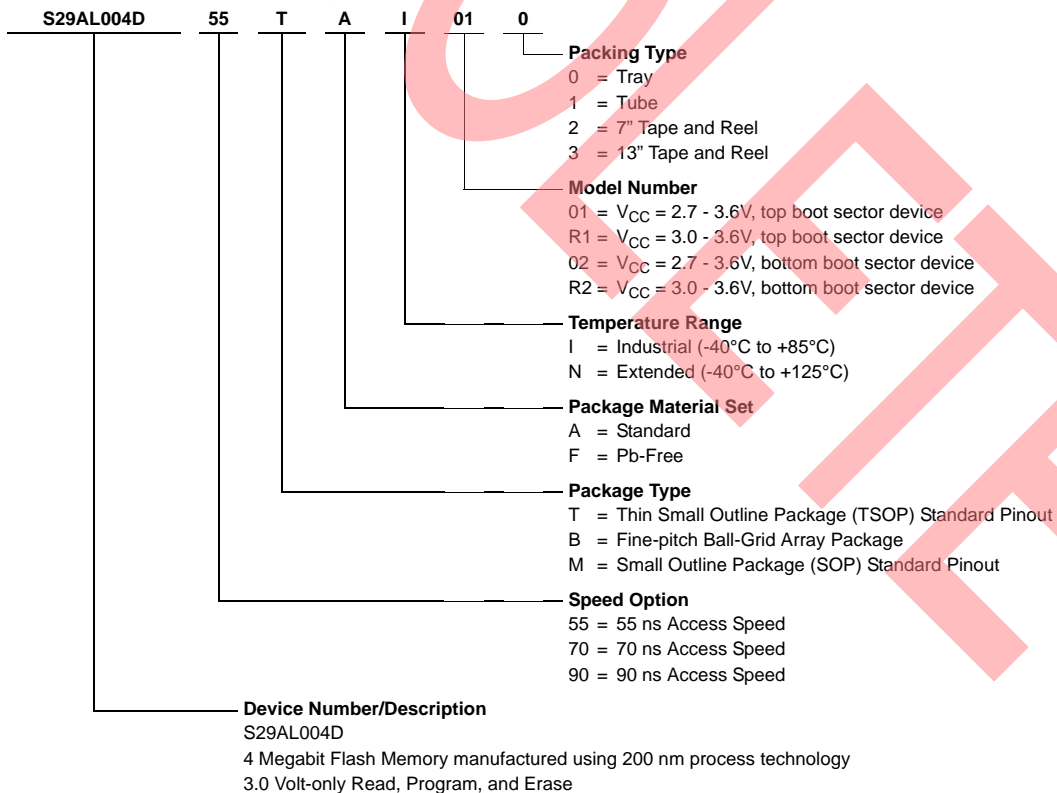 S29AL004D 55 T A I 01 0
Packing Type
0 = Tray
1 = Tube
2 = 7” Tape and Reel
3 = 13” Tape and Reel
Model Number
01 = VCC = 2.7 - 3.6V, top boot sector device
R1 = VCC = 3.0 - 3.6V, top boot sector device
02 = VCC = 2.7 - 3.6V, bottom boot sector device
R2 = VCC = 3.0 - 3.6V, bottom boot sector device
Temperature Range
I = Industrial (-40°C to +85°C)
N = Extended (-40°C to +125°C)
Package Material Set
A = Standard
F = Pb-Free
Package Type
T = Thin Small Outline Package (TSOP) Standard Pinout
B = Fine-pitch Ball-Grid Array Package
M = Small Outline Package (SOP) Standard Pinout
Speed Option
55 = 55 ns Access Speed
70 = 70 ns Access Speed
90 = 90 ns Access Speed
Device Number/Description
S29AL004D
4 Megabit Flash Memory manufactured using 200 nm process technology
3.0 Volt-only Read, Program, and Erase